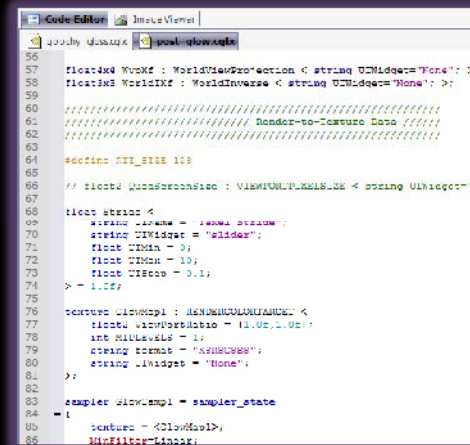 Code Editor ImageViewer
goochy_gloss.cgfx post_glow.cgfx
56
57 float4x4 WvpXf : WorldViewProjection < string UIWidget="None"; >
58 WorldIXf : WorldInverse < string UIWidget="None"; >;
59
60 ////////////////////////////////////////////////////////
61 //////////////////////////// Render-to-Texture Data //////
62 ////////////////////////////////////////////////////////
63
64 #define RTT_SIZE 128
65
66 // float2 QuadScreenSize : VIEWPORTPIXELSIZE < string UIWidget=
67
68 float Stride <
69 string UIName = "Texel Stride";
70 string UIWidget = "slider";
71 float UIMin = 0;
72 float UIMax = 10;
73 float UIStep = 0.1;
74 > = 1.0f;
75
76 texture GlowMap1 : RENDERCOLORTARGET <
77 float2 ViewPortRatio = {1.0f,1.0f};
78 int MIPLEVELS = 1;
79 string format = "X8R8G8B8";
80 string UIWidget = "None";
81 >;
82
83 sampler GlowSamp1 = sampler_state
84 {
85 texture = <GlowMap1>;
86 MinFilter=Linear;